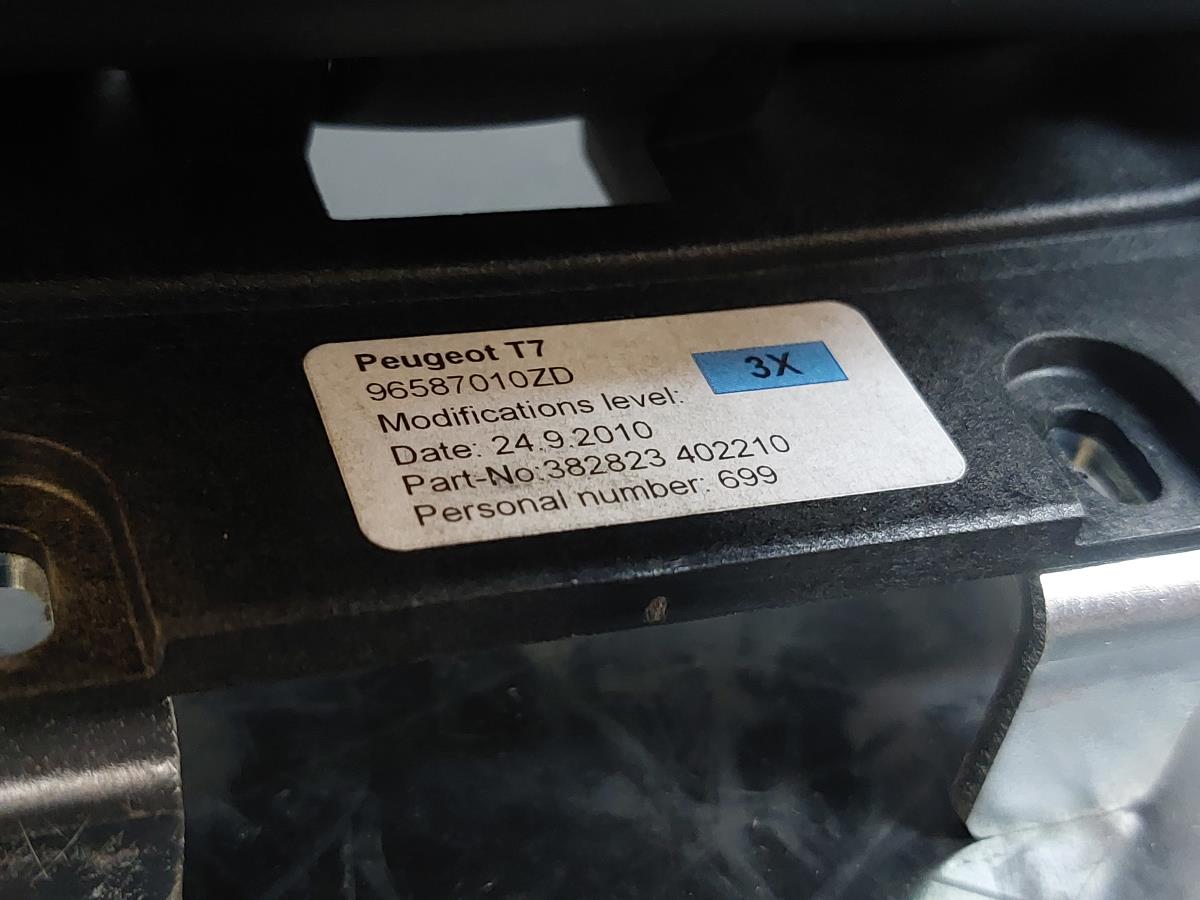 Peugeot T7
96587010ZD
3X
Modifications level:
Date: 24.9.2010
Part-No:382823 402210
Personal number: 699